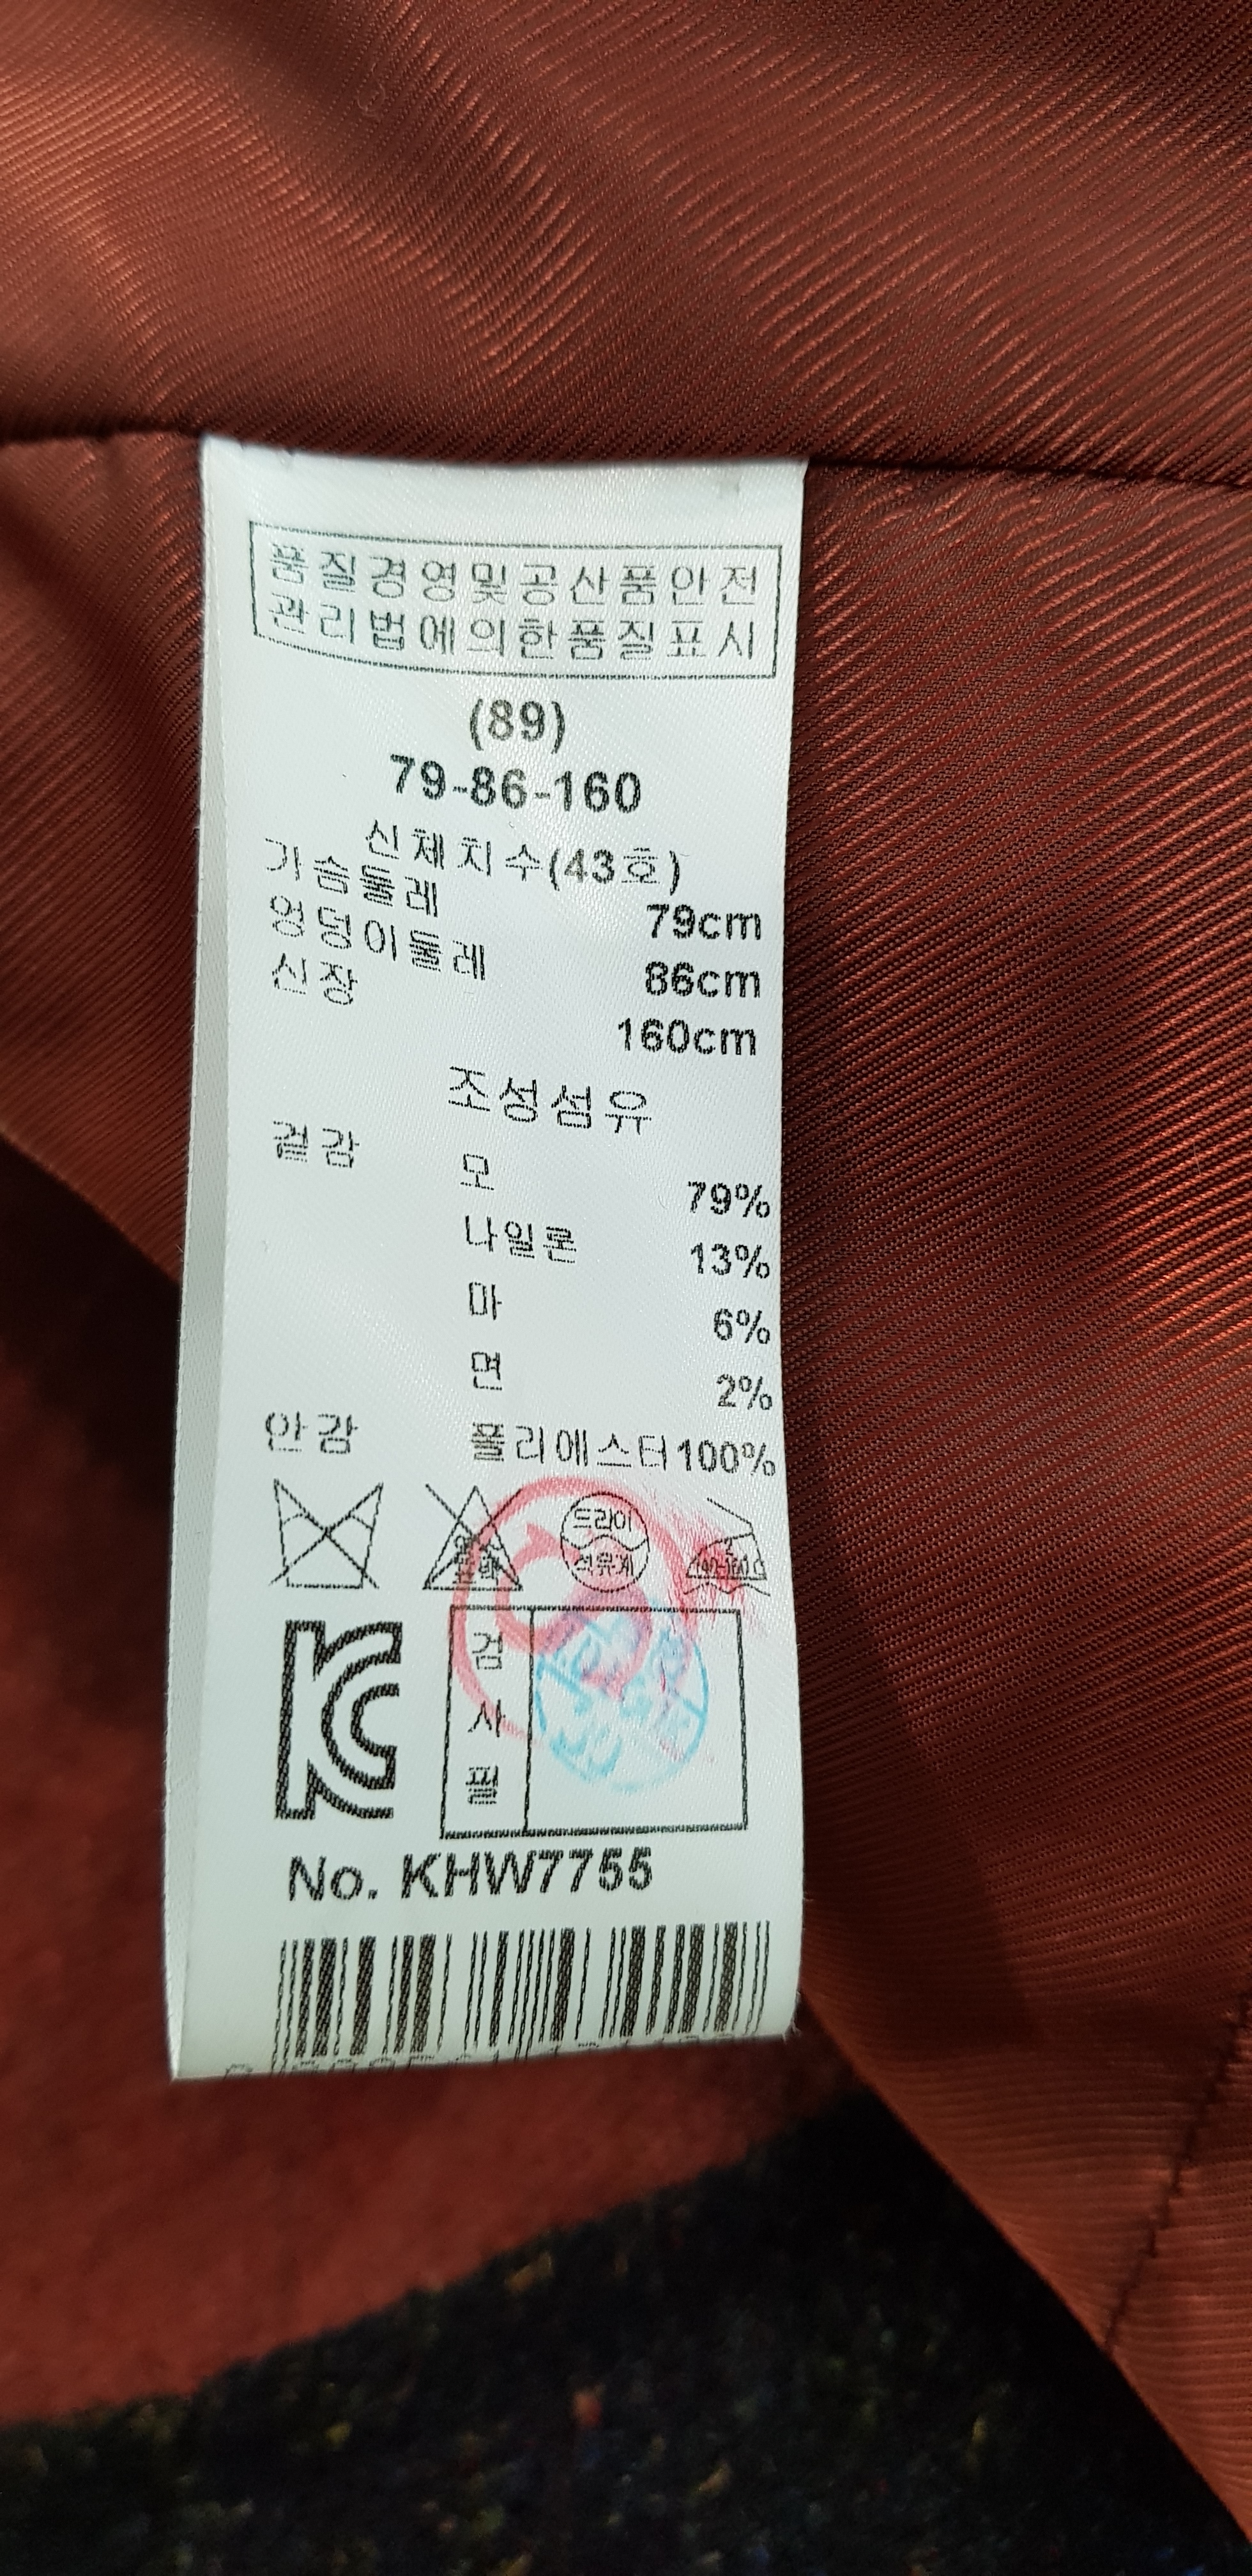 품질경영및공산품안전
관리법에의한품질표시
(89)
79-86-160
신체치수(43호)
가슴둘레 79cm
엉덩이둘레 86cm
신장 160cm
조성섬유
겉감 모 79%
나일론 13%
마 6%
면 2%
안감 폴리에스터100%
드라이
석유계
검사필
No. KHW7755